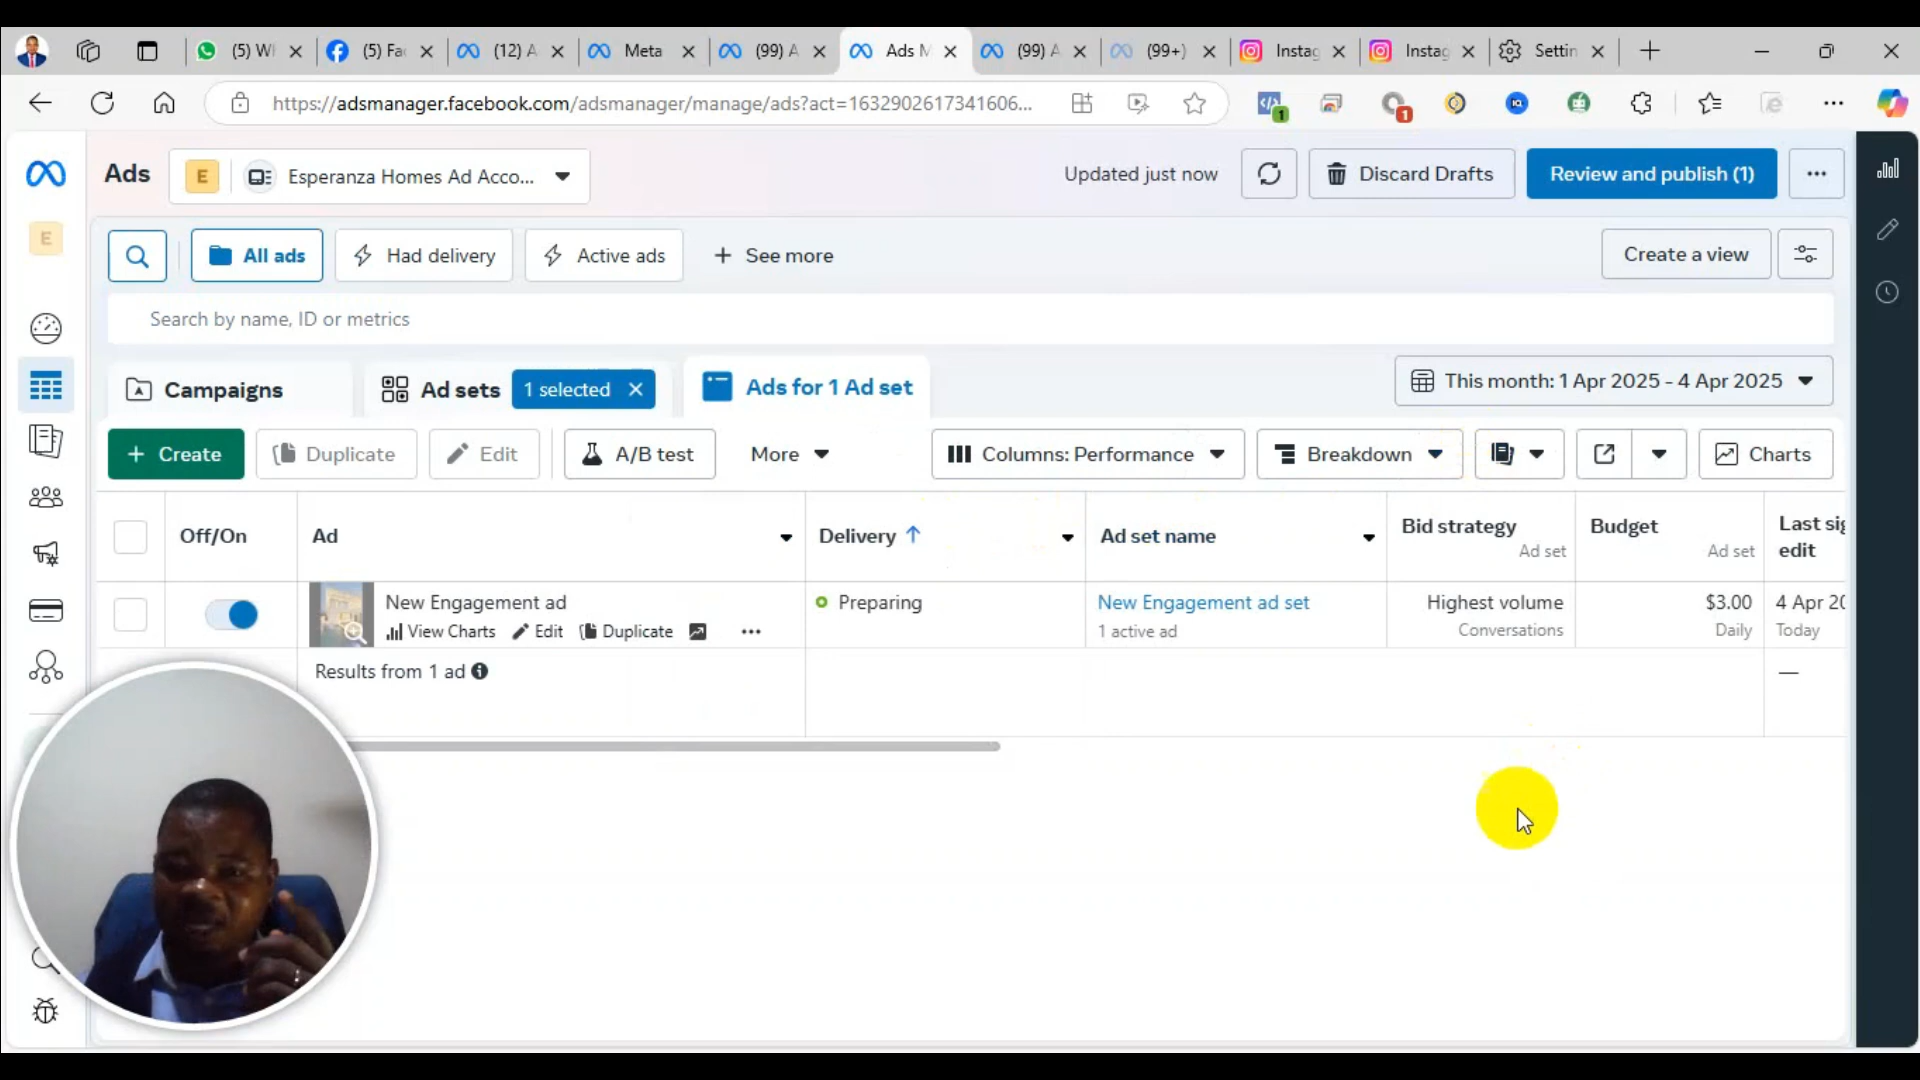 (5) Wl
(5) Fa
(12) A
Meta
(99) A
Ads M
(99) A
(99+)
Instag
Instag
Settin
https://adsmanager.facebook.com/adsmanager/manage/ads?act=1632902617341606...
1
1
Ads
E
Esperanza Homes Ad Acco...
Updated just now
Discard Drafts
Review and publish (1)
E
All ads
Had delivery
Active ads
+ See more
Create a view
Search by name, ID or metrics
Campaigns
Ad sets
1 selected
Ads for 1 Ad set
This month: 1 Apr 2025 - 4 Apr 2025
+ Create
Duplicate
Edit
A/B test
More
Columns: Performance
Breakdown
Charts
Off/On
Ad
Delivery ↑
Ad set name
Bid strategy
Ad set
Budget
Ad set
Last sig
edit
New Engagement ad
View Charts
Edit
Duplicate
Preparing
New Engagement ad set
1 active ad
Highest volume
Conversations
$3.00
Daily
4 Apr 20
Today
Results from 1 ad
—